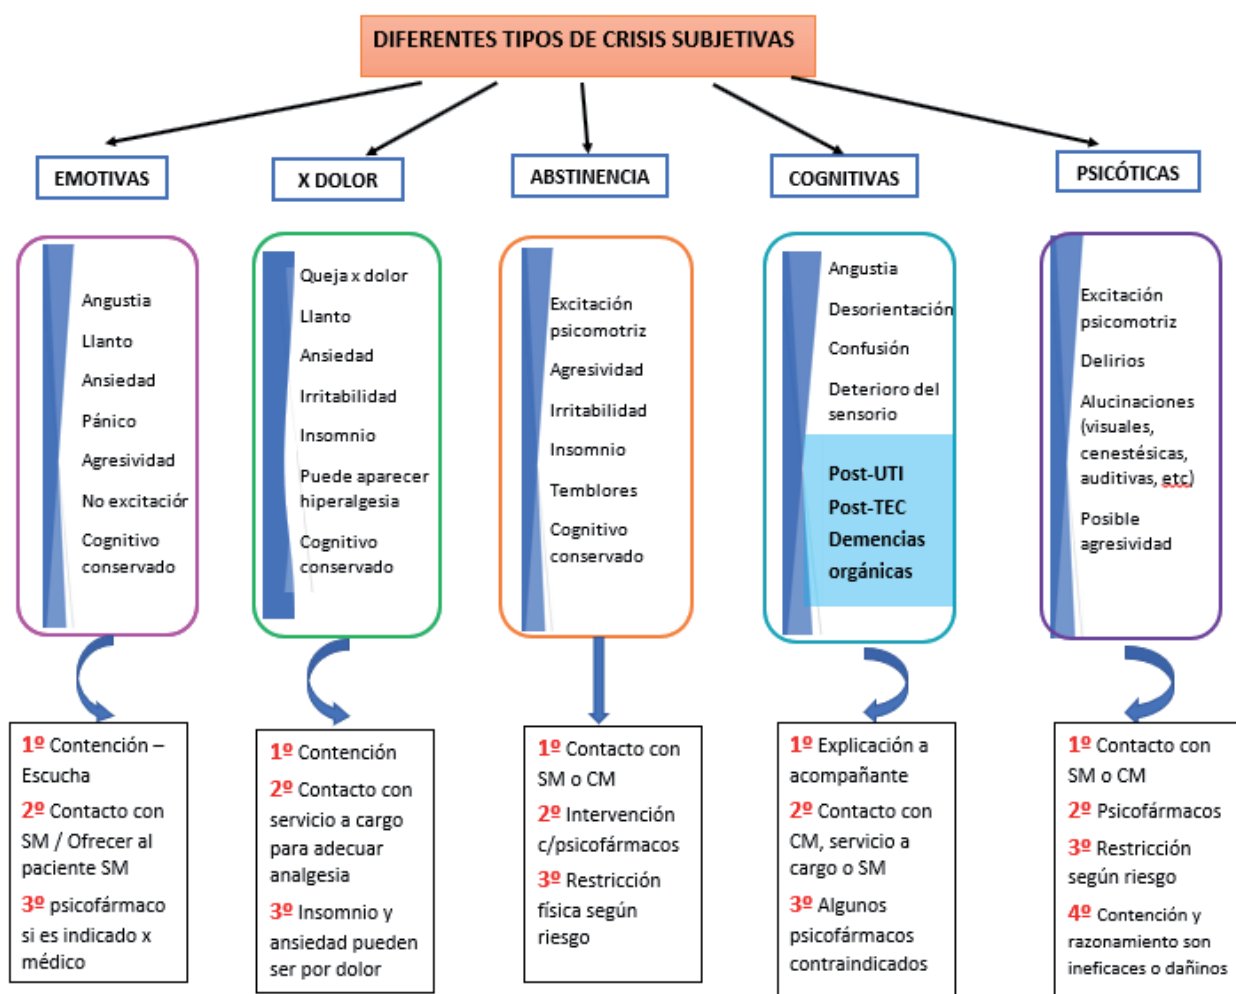 DIFERENTES TIPOS DE CRISIS SUBJETIVAS
EMOTIVAS
X DOLOR
ABSTINENCIA
COGNITIVAS
PSICÓTICAS
Angustia
Llanto
Ansiedad
Pánico
Agresividad
No excitación
Cognitivo
conservado
Queja x dolor
Llanto
Ansiedad
Irritabilidad
Insomnio
Puede aparecer
hiperalgesia
Cognitivo
conservado
Excitación
psicomotriz
Agresividad
Irritabilidad
Insomnio
Temblores
Cognitivo
conservado
Angustia
Desorientación
Confusión
Deterioro del
sensorio
Post-UTI
Post-TEC
Demencias
orgánicas
Excitación
psicomotriz
Delirios
Alucinaciones
(visuales,
cenestésicas,
auditivas, etc)
Posible
agresividad
1º Contención –
Escucha
2º Contacto con
SM / Ofrecer al
paciente SM
3º psicofármaco
si es indicado x
médico
1º Contención
2º Contacto con
servicio a cargo
para adecuar
analgesia
3º Insomnio y
ansiedad pueden
ser por dolor
1º Contacto con
SM o CM
2º Intervención
c/psicofármacos
3º Restricción
física según
riesgo
1º Explicación a
acompañante
2º Contacto con
CM, servicio a
cargo o SM
3º Algunos
psicofármacos
contraindicados
1º Contacto con
SM o CM
2º Psicofármacos
3º Restricción
según riesgo
4º Contención y
razonamiento son
ineficaces o dañinos